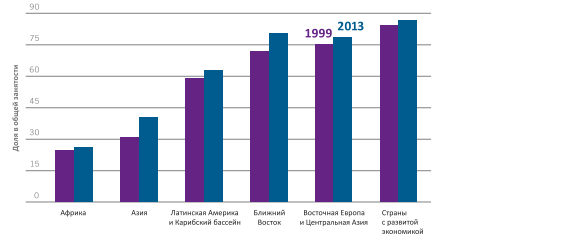 90
75
60
45
30
15
0
Доля в общей занятости
1999
2013
Африка
Азия
Латинская Америка
и Карибский бассейн
Ближний
Восток
Восточная Европа
и Центральная Азия
Страны
с развитой
экономикой